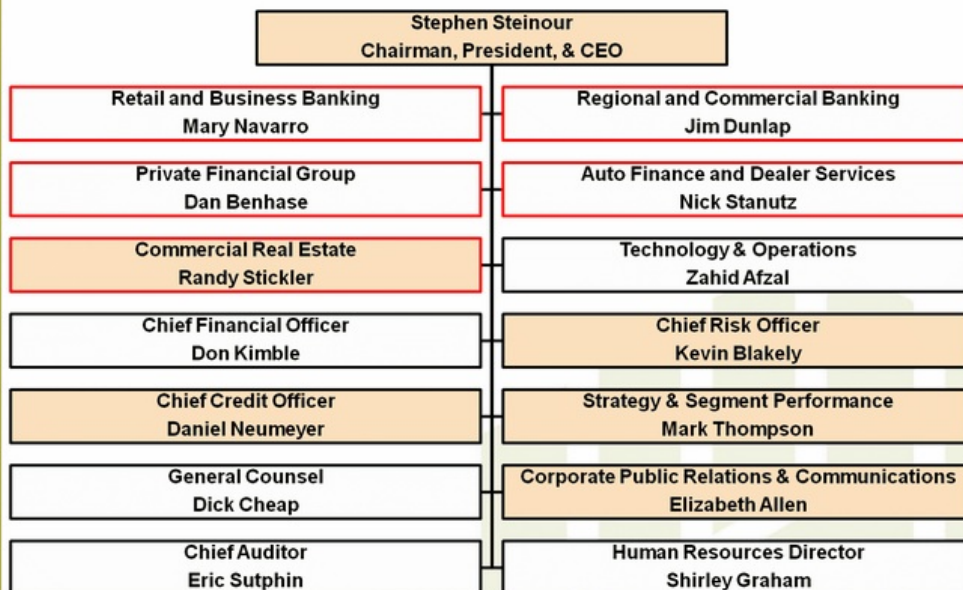 Stephen Steinour
Chairman, President, & CEO
Retail and Business Banking
Mary Navarro
Regional and Commercial Banking
Jim Dunlap
Private Financial Group
Dan Benhase
Auto Finance and Dealer Services
Nick Stanutz
Commercial Real Estate
Randy Stickler
Technology & Operations
Zahid Afzal
Chief Financial Officer
Don Kimble
Chief Risk Officer
Kevin Blakely
Chief Credit Officer
Daniel Neumeyer
Strategy & Segment Performance
Mark Thompson
General Counsel
Dick Cheap
Corporate Public Relations & Communications
Elizabeth Allen
Chief Auditor
Eric Sutphin
Human Resources Director
Shirley Graham